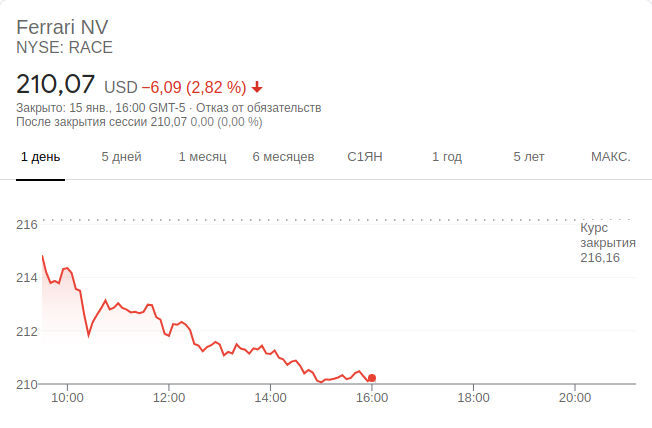 Ferrari NV
NYSE: RACE
210,07 USD −6,09 (2,82 %)
Закрыто: 15 янв., 16:00 GMT-5 · Отказ от обязательств
После закрытия сессии 210,07 0,00 (0,00 %)
1 день 5 дней 1 месяц 6 месяцев С1ЯН 1 год 5 лет МАКС.
216
Курс
закрытия
216,16
214
212
210
10:00 12:00 14:00 16:00 18:00 20:00